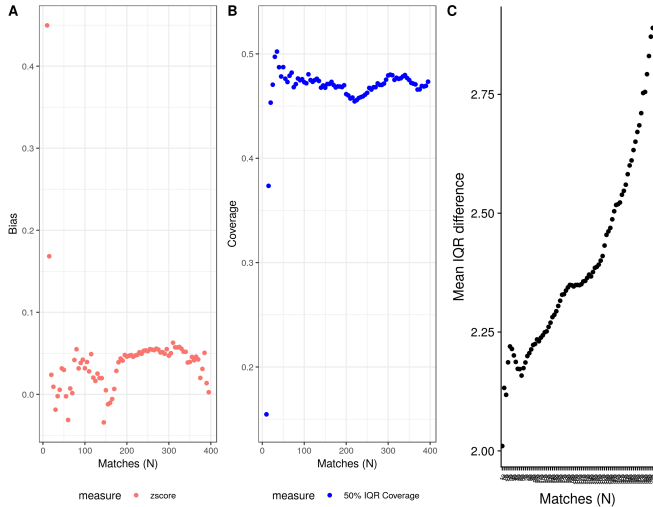 A
B
C
Bias
0.4
0.3
0.2
0.1
0.0
0 100 200 300 400
Matches (N)
measure zscore
Coverage
0.5
0.4
0.3
0.2
0 100 200 300 400
Matches (N)
measure 50% IQR Coverage
Mean IQR difference
2.75
2.50
2.25
2.00
Matches (N)